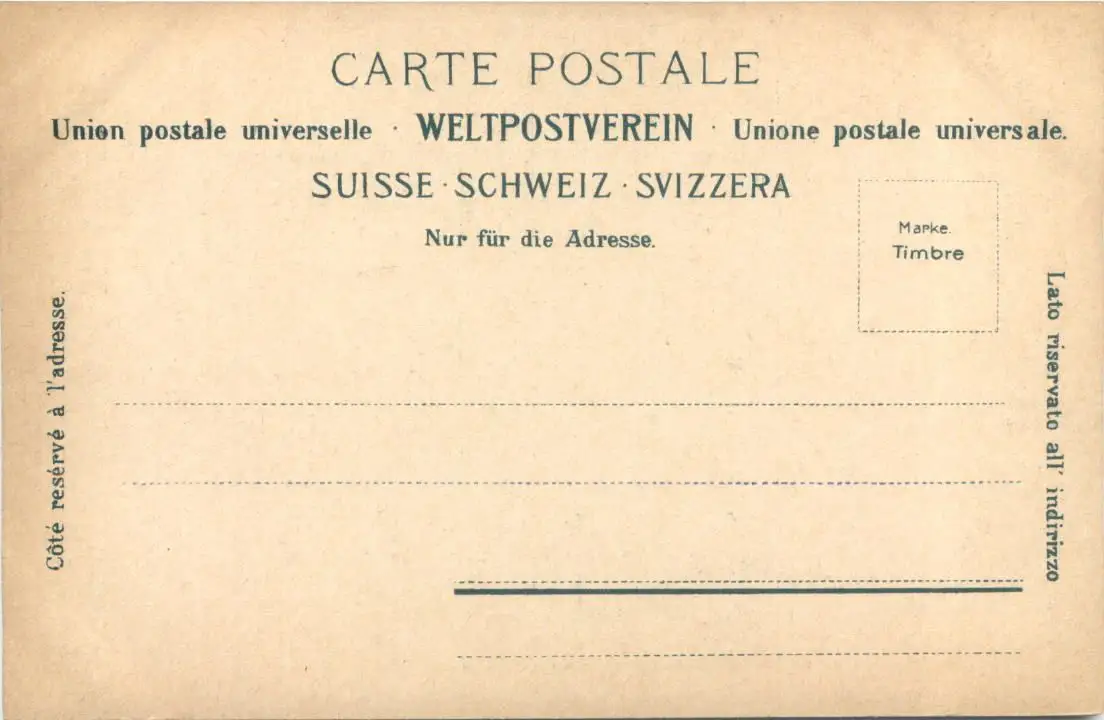 CARTE POSTALE
Union postale universelle · WELTPOSTVEREIN · Unione postale universale.
SUISSE · SCHWEIZ · SVIZZERA
Nur für die Adresse.
Marke.
Timbre
Côté resérvé à l'adresse.
Lato riservato all' indirizzo